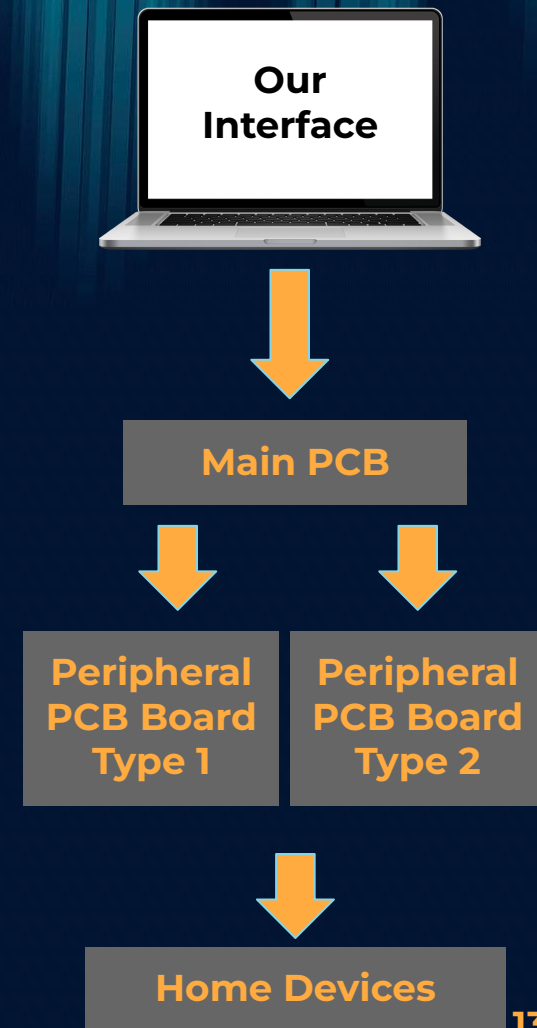 Our
Interface
Main PCB
Peripheral
PCB Board
Type 1
Peripheral
PCB Board
Type 2
Home Devices